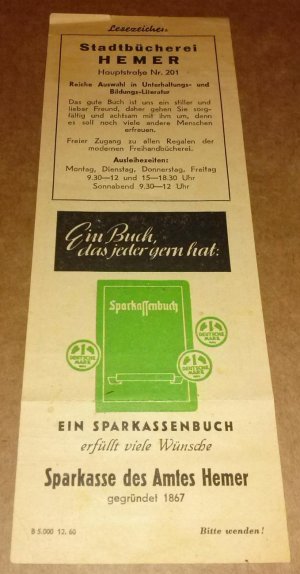 Lesezeichen
Stadtbücherei
HEMER
Hauptstraße Nr. 201
Reiche Auswahl in Unterhaltungs- und
Bildungs-Literatur
Das gute Buch ist uns ein stiller und
lieber Freund, daher gehen Sie sorg-
fältig und achtsam mit ihm um, denn
es soll noch viele andere Menschen
erfreuen.
Freier Zugang zu allen Regalen der
modernen Freihandbücherei.
Ausleihezeiten:
Montag, Dienstag, Donnerstag, Freitag
9.30—12 und 15—18.30 Uhr
Sonnabend 9.30—12 Uhr
Ein Buch,
das jeder gern hat:
Sparkassenbuch
1
DEUTSCHE
MARK
1
DEUTSCHE
MARK
1
DEUTSCHE
MARK
EIN SPARKASSENBUCH
erfüllt viele Wünsche
Sparkasse des Amtes Hemer
gegründet 1867
B 5.000 12. 60
Bitte wenden!